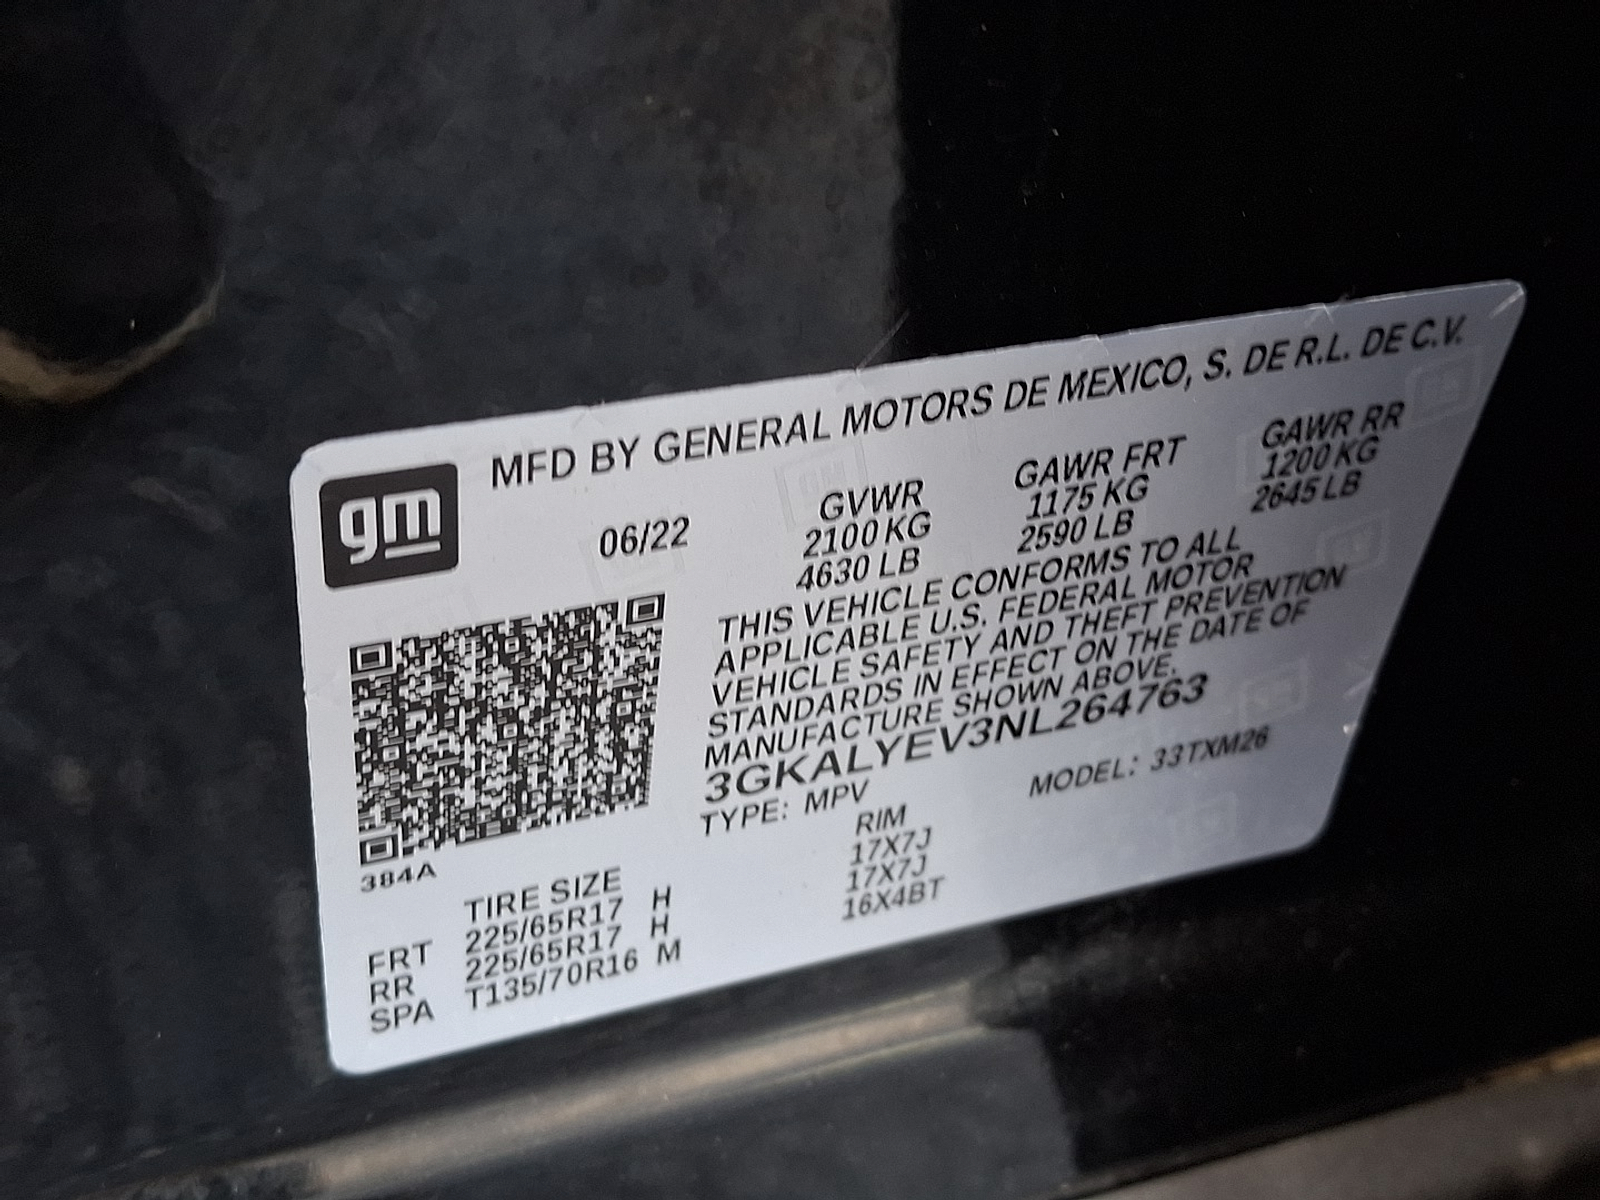 gm
MFD BY GENERAL MOTORS DE MEXICO, S. DE R.L. DE C.V.
06/22
GVWR
2100 KG
4630 LB
GAWR FRT
1175 KG
2590 LB
GAWR RR
1200 KG
2645 LB
THIS VEHICLE CONFORMS TO ALL
APPLICABLE U.S. FEDERAL MOTOR
VEHICLE SAFETY AND THEFT PREVENTION
STANDARDS IN EFFECT ON THE DATE OF
MANUFACTURE SHOWN ABOVE.
3GKALYEV3NL264763
TYPE: MPV
MODEL: 33TXM26
384A
TIRE SIZE RIM
FRT 225/65R17 H 17X7J
RR 225/65R17 H 17X7J
SPA T135/70R16 M 16X4BT